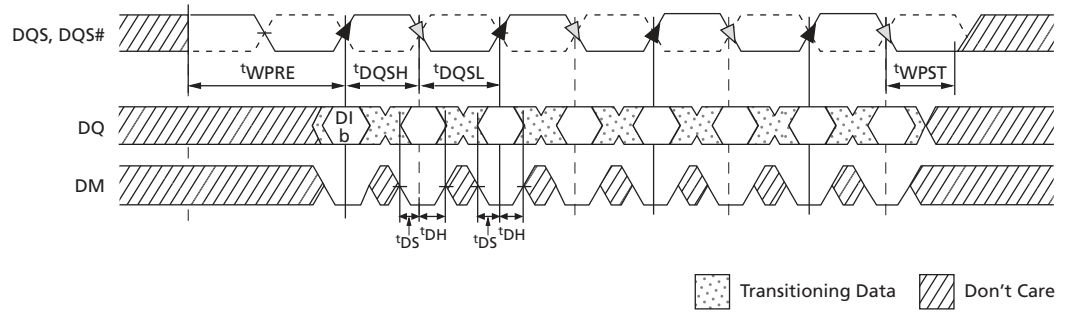 DQS, DQS#
tWPRE
tDQSH
tDQSL
tWPST
DQ
DI
b
DM
tDS
tDH
tDS
tDH
Transitioning Data
Don't Care